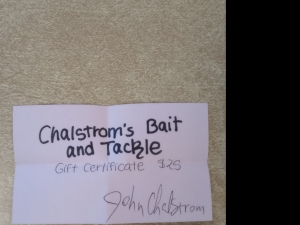 Chalstrom's Bait
and Tackle
Gift Certificate $25
John Chalstrom